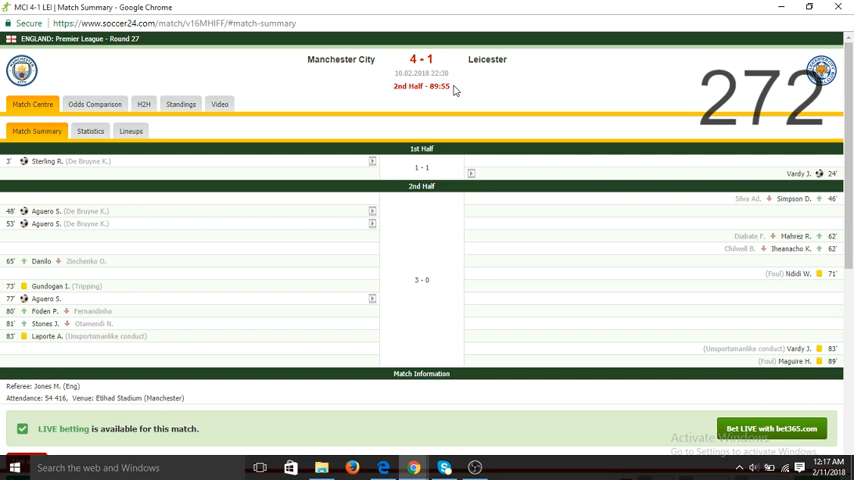 MCI 4-1 LEI | Match Summary - Google Chrome
Secure | https://www.soccer24.com/match/v16MHIFF/#match-summary
ENGLAND: Premier League - Round 27
Manchester City 4 - 1 Leicester
10.02.2018 22:30
2nd Half - 89:55
272
Match Centre Odds Comparison H2H Standings Video
Match Summary Statistics Lineups
1st Half
3' Sterling R. (De Bruyne K.)
1 - 1
Vardy J. 24'
2nd Half
Silva Ad. Simpson D. 46'
48' Aguero S. (De Bruyne K.)
53' Aguero S. (De Bruyne K.)
Diabate F. Mahrez R. 62'
Chilwell B. Iheanacho K. 62'
65' Danilo Zinchenko O.
(Foul) Ndidi W. 71'
3 - 0
73' Gundogan I. (Tripping)
77' Aguero S.
80' Foden P. Fernandinho
81' Stones J. Otamendi N.
83' Laporte A. (Unsportsmanlike conduct)
(Unsportsmanlike conduct) Vardy J. 83'
(Foul) Maguire H. 89'
Match Information
Referee: Jones M. (Eng)
Attendance: 54 416, Venue: Etihad Stadium (Manchester)
LIVE betting is available for this match.
Bet LIVE with bet365.com
Activate Windows
Go to Settings to activate Windows.
Search the web and Windows
12:17 AM
2/11/2018